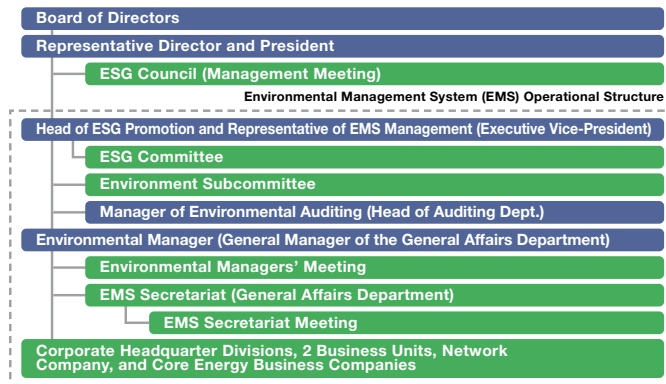 Board of Directors
Representative Director and President
ESG Council (Management Meeting)
Environmental Management System (EMS) Operational Structure
Head of ESG Promotion and Representative of EMS Management (Executive Vice-President)
ESG Committee
Environment Subcommittee
Manager of Environmental Auditing (Head of Auditing Dept.)
Environmental Manager (General Manager of the General Affairs Department)
Environmental Managers’ Meeting
EMS Secretariat (General Affairs Department)
EMS Secretariat Meeting
Corporate Headquarter Divisions, 2 Business Units, Network
Company, and Core Energy Business Companies